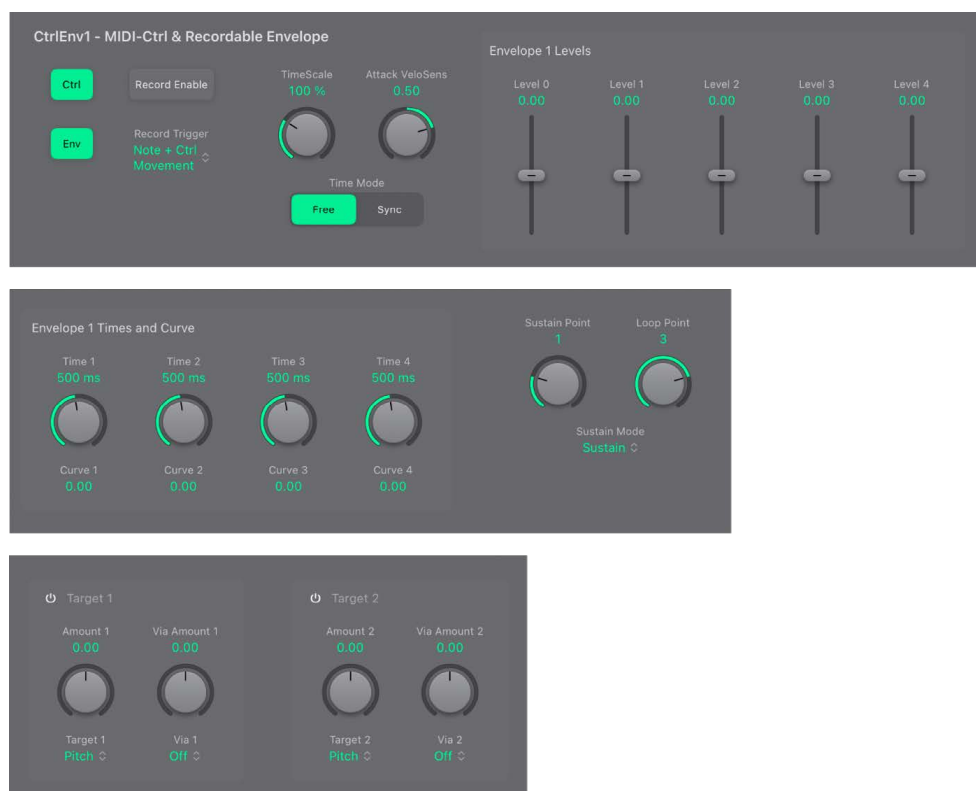 CtrlEnv1 - MIDI-Ctrl & Recordable Envelope
Ctrl
Record Enable
TimeScale
100 %
Attack VeloSens
0.50
Env
Record Trigger
Note + Ctrl
Movement
Time Mode
Free
Sync
Envelope 1 Levels
Level 0
Level 1
Level 2
Level 3
Level 4
0.00
0.00
0.00
0.00
0.00
Envelope 1 Times and Curve
Time 1
Time 2
Time 3
Time 4
500 ms
500 ms
500 ms
500 ms
Curve 1
Curve 2
Curve 3
Curve 4
0.00
0.00
0.00
0.00
Sustain Point
Loop Point
1
3
Sustain Mode
Sustain
Target 1
Amount 1
Via Amount 1
0.00
0.00
Target 1
Via 1
Pitch
Off
Target 2
Amount 2
Via Amount 2
0.00
0.00
Target 2
Via 2
Pitch
Off